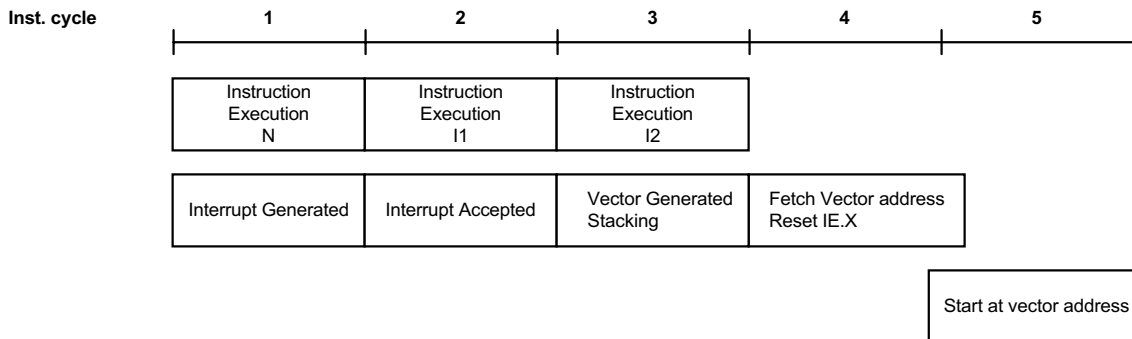 Inst. cycle 1 2 3 4 5
Instruction Execution N
Instruction Execution I1
Instruction Execution I2
Interrupt Generated
Interrupt Accepted
Vector Generated
Stacking
Fetch Vector address
Reset IE.X
Start at vector address